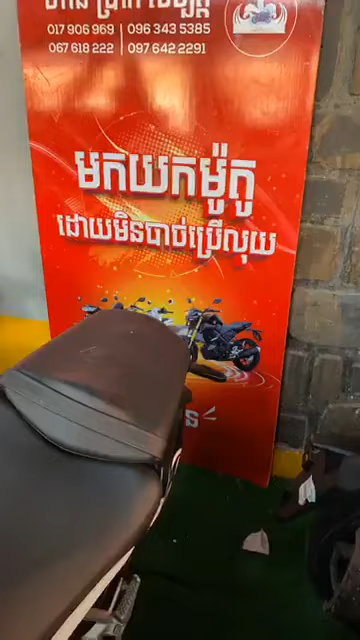 017 906 969 | 096 343 5385
067 618 222 | 097 642 2291
មកយកម៉ូតូ
ដោយមិនបាច់ប្រើលុយ